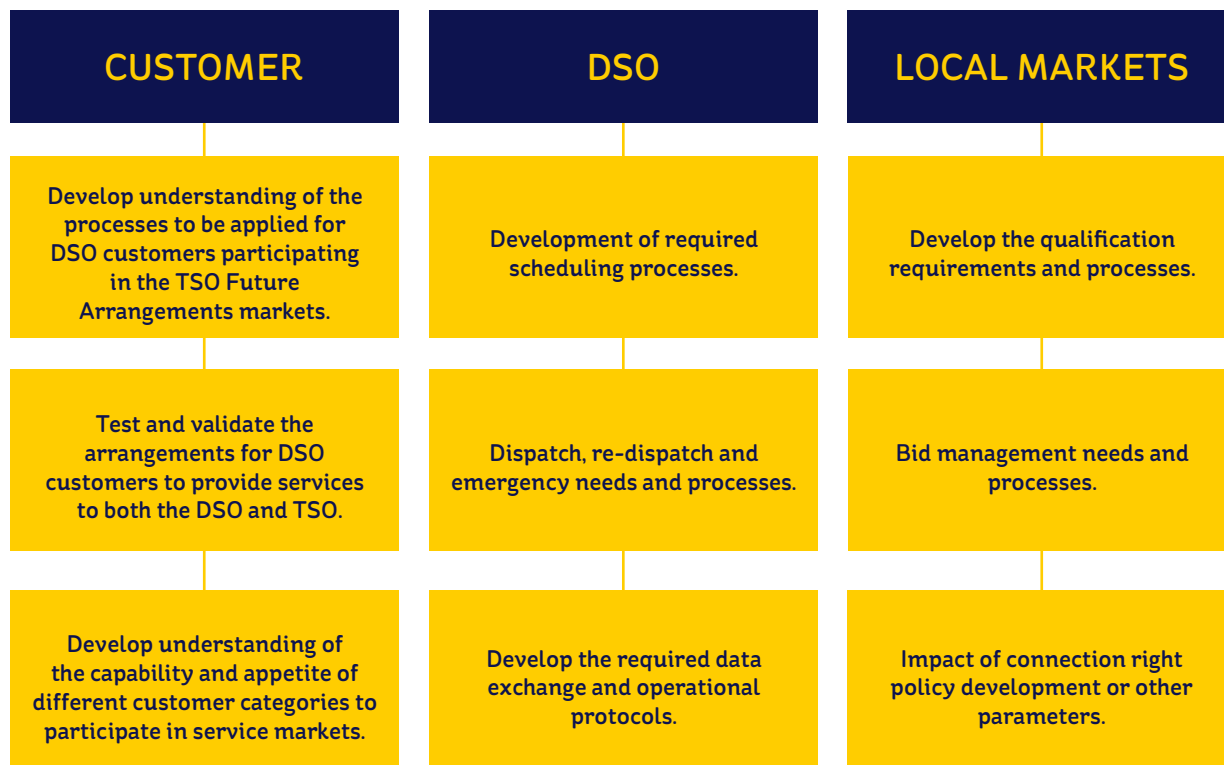 CUSTOMER
Develop understanding of the
processes to be applied for
DSO customers participating
in the TSO Future
Arrangements markets.
Test and validate the
arrangements for DSO
customers to provide services
to both the DSO and TSO.
Develop understanding of
the capability and appetite of
different customer categories to
participate in service markets.
DSO
Development of required
scheduling processes.
Dispatch, re-dispatch and
emergency needs and processes.
Develop the required data
exchange and operational
protocols.
LOCAL MARKETS
Develop the qualification
requirements and processes.
Bid management needs and
processes.
Impact of connection right
policy development or other
parameters.